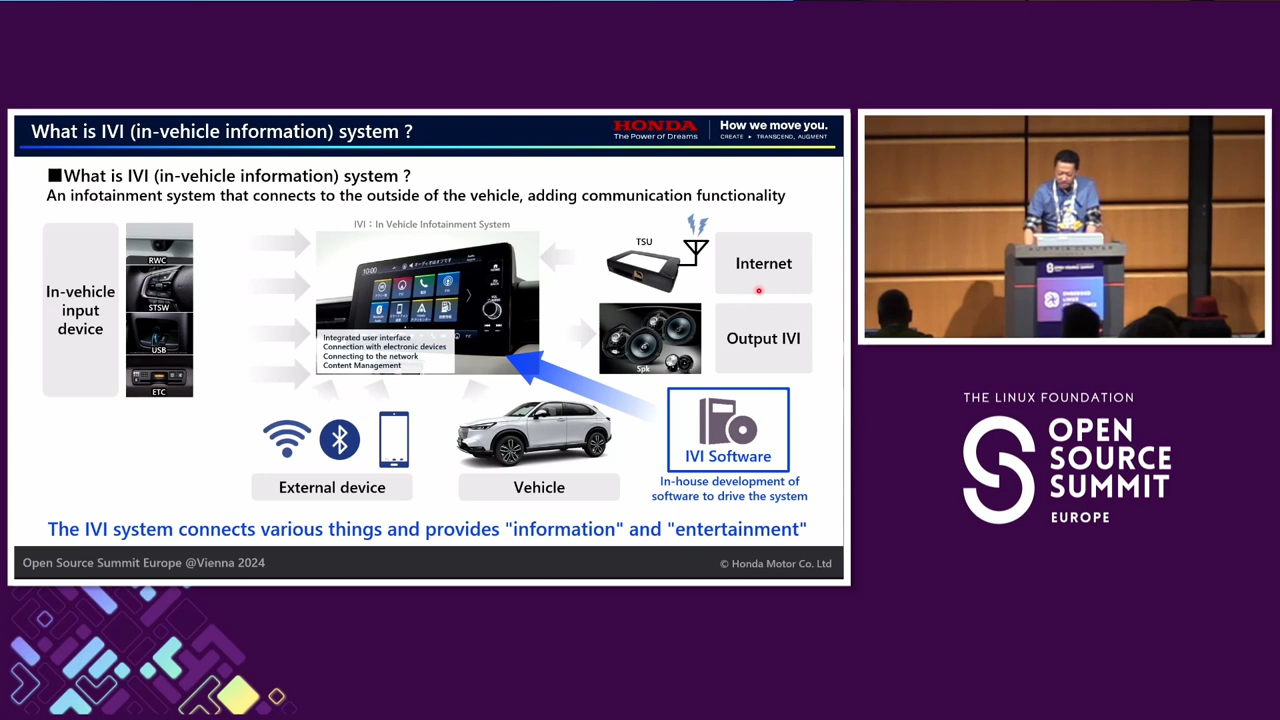 What is IVI (in-vehicle information) system ?
HONDA
The Power of Dreams
How we move you.
CREATE ▸ TRANSCEND, AUGMENT
■What is IVI (in-vehicle information) system ?
An infotainment system that connects to the outside of the vehicle, adding communication functionality
In-vehicle
input
device
RWC
STSW
USB
ETC
IVI：In Vehicle Infotainment System
10:00
Integrated user interface
Connection with electronic devices
Connecting to the network
Content Management
TSU
Internet
Spk
Output IVI
External device
Vehicle
IVI Software
In-house development of
software to drive the system
The IVI system connects various things and provides "information" and "entertainment"
Open Source Summit Europe @Vienna 2024
© Honda Motor Co. Ltd
THE LINUX FOUNDATION
OPEN
SOURCE
SUMMIT
EUROPE